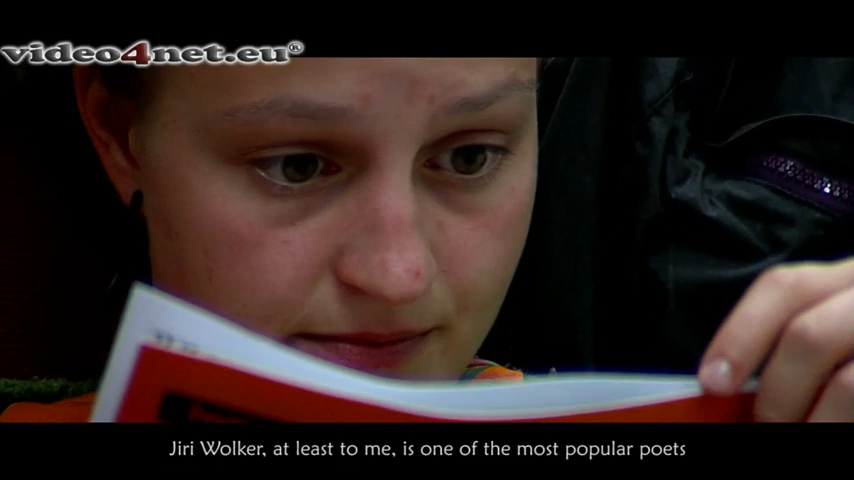 video4net.eu®
Jiri Wolker, at least to me, is one of the most popular poets